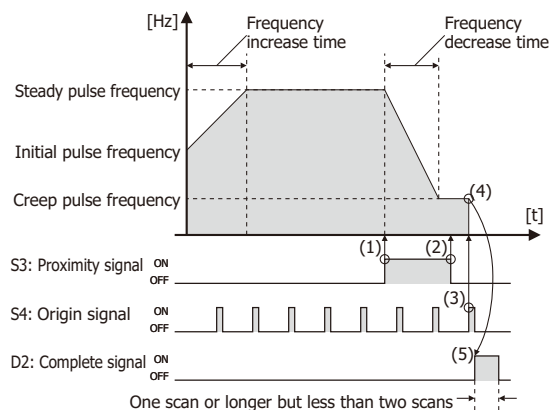 [Hz]
Frequency
increase time
Frequency
decrease time
Steady pulse frequency
Initial pulse frequency
Creep pulse frequency
(4)
[t]
(1)
(2)
S3: Proximity signal
ON
OFF
(3)
S4: Origin signal
ON
OFF
(5)
D2: Complete signal
ON
OFF
One scan or longer but less than two scans